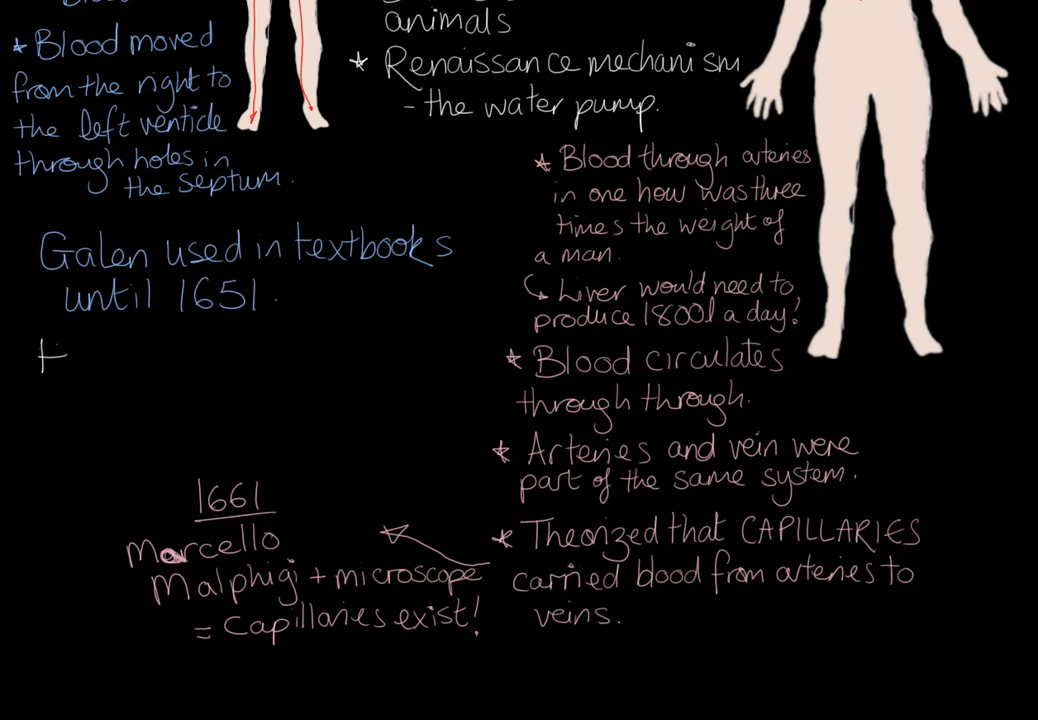 * Blood moved
from the right to
the left venticle
through holes in
the septum.
Galen used in textbooks
until 1651.
animals
* Renaissance mechanism
- the water pump.
* Blood through arteries
in one how was three
times the weight of
a man.
↳ Liver would need to
produce 1800l a day!
* Blood circulates
through through.
* Arteries and vein were
part of the same system.
* Theorized that CAPILLARIES
carried blood from arteries to
veins.
1661
Marcello
Malphigi + microscope
= Capillaries exist!